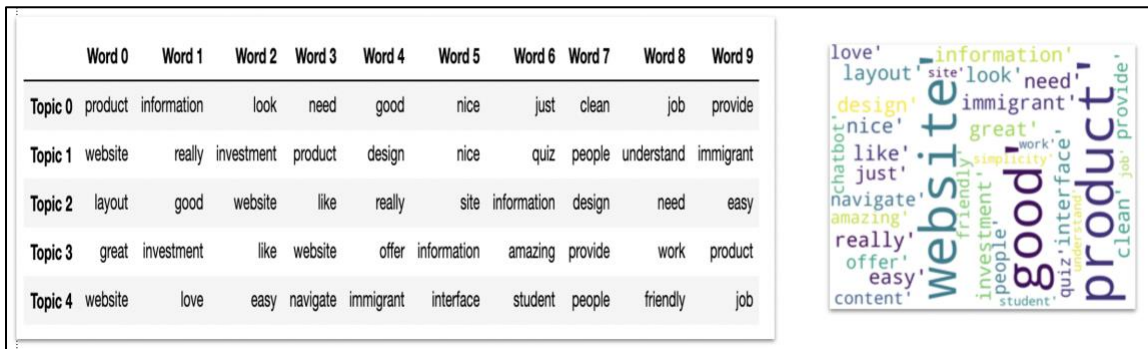 Word 0 Word 1 Word 2 Word 3 Word 4 Word 5 Word 6 Word 7 Word 8 Word 9
Topic 0 product information look need good nice just clean job provide
Topic 1 website really investment product design nice quiz people understand immigrant
Topic 2 layout good website like really site information design need easy
Topic 3 great investment like website offer information amazing provide work product
Topic 4 website love easy navigate immigrant interface student people friendly job
love'
information'
layout'
site'
look'
need'
design'
immigrant'
nice'
great'
like'
work'
just'
simplicity'
chatbot'
navigate'
amazing'
really'
offer'
easy'
content'
website'
friendly'
investment'
people'
student'
good'
quiz'
interface'
understand'
product'
clean'
job'
provide'